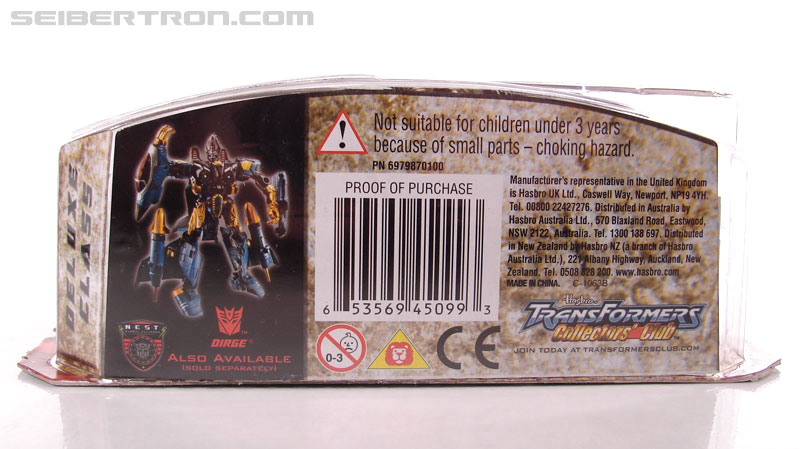 SEIBERTRON.COM
DELUXE
CLASS
N.E.S.T
DIRGE™
ALSO AVAILABLE
(SOLD SEPARATELY)
Not suitable for children under 3 years
because of small parts – choking hazard.
PN 6979870100
PROOF OF PURCHASE
6 53569 45099 3
0-3
CE
Manufacturer's representative in the United Kingdom
is Hasbro UK Ltd., Caswell Way, Newport, NP19 4YH.
Tel. 00800 22427276. Distributed in Australia by
Hasbro Australia Ltd., 570 Blaxland Road, Eastwood,
NSW 2122, Australia. Tel. 1300 138 697. Distributed
in New Zealand by Hasbro NZ (a branch of Hasbro
Australia Ltd.), 221 Albany Highway, Auckland, New
Zealand. Tel. 0508 828 200. www.hasbro.com
MADE IN CHINA. C-1063B
Hasbro
TRANSFORMERS
Collectors' Club™
JOIN TODAY AT TRANSFORMERSCLUB.COM